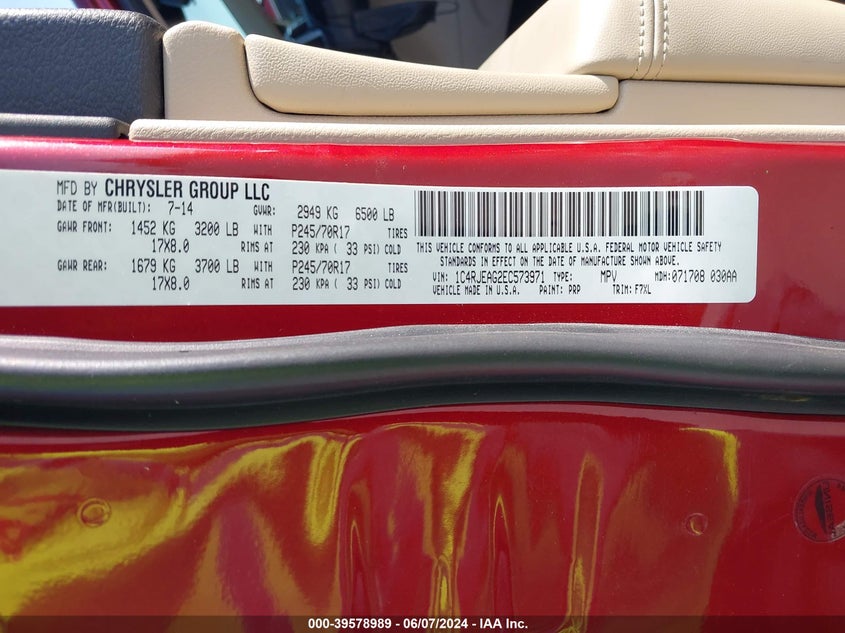 MFD BY CHRYSLER GROUP LLC
DATE OF MFR(BUILT): 7-14 GVWR: 2949 KG 6500 LB
GAWR FRONT: 1452 KG 3200 LB WITH P245/70R17 TIRES
17X8.0 RIMS AT 230 KPA ( 33 PSI) COLD
GAWR REAR: 1679 KG 3700 LB WITH P245/70R17 TIRES
17X8.0 RIMS AT 230 KPA ( 33 PSI) COLD
THIS VEHICLE CONFORMS TO ALL APPLICABLE U.S.A. FEDERAL MOTOR VEHICLE SAFETY
STANDARDS IN EFFECT ON THE DATE OF MANUFACTURE SHOWN ABOVE.
VIN: 1C4RJEAG2EC573971 TYPE: MPV MDH: 071708 030AA
VEHICLE MADE IN U.S.A. PAINT: PRP TRIM: F7XL
000-39578989 - 06/07/2024 - IAA Inc.